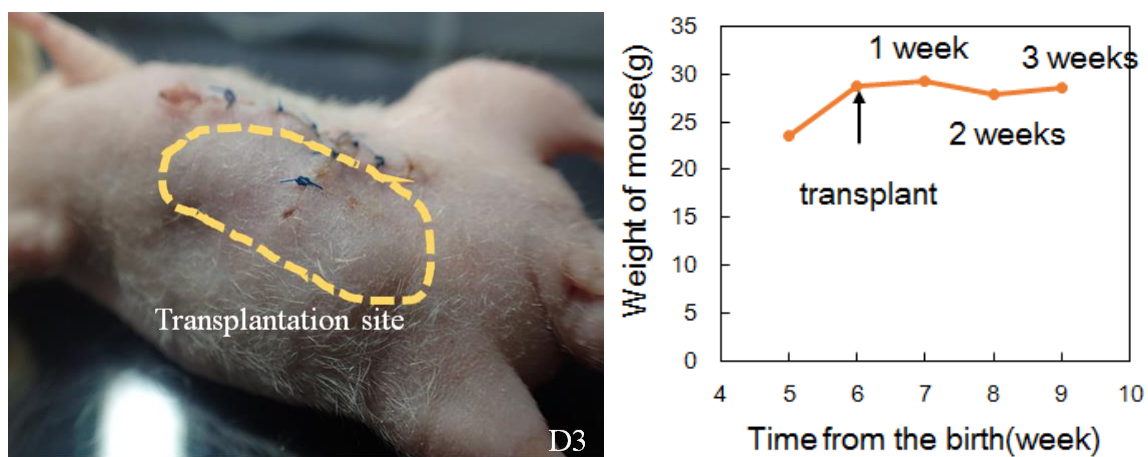 Transplantation site
D3
Weight of mouse(g)
35
30
25
20
15
10
5
0
1 week
3 weeks
2 weeks
transplant
4
5
6
7
8
9
10
Time from the birth(week)